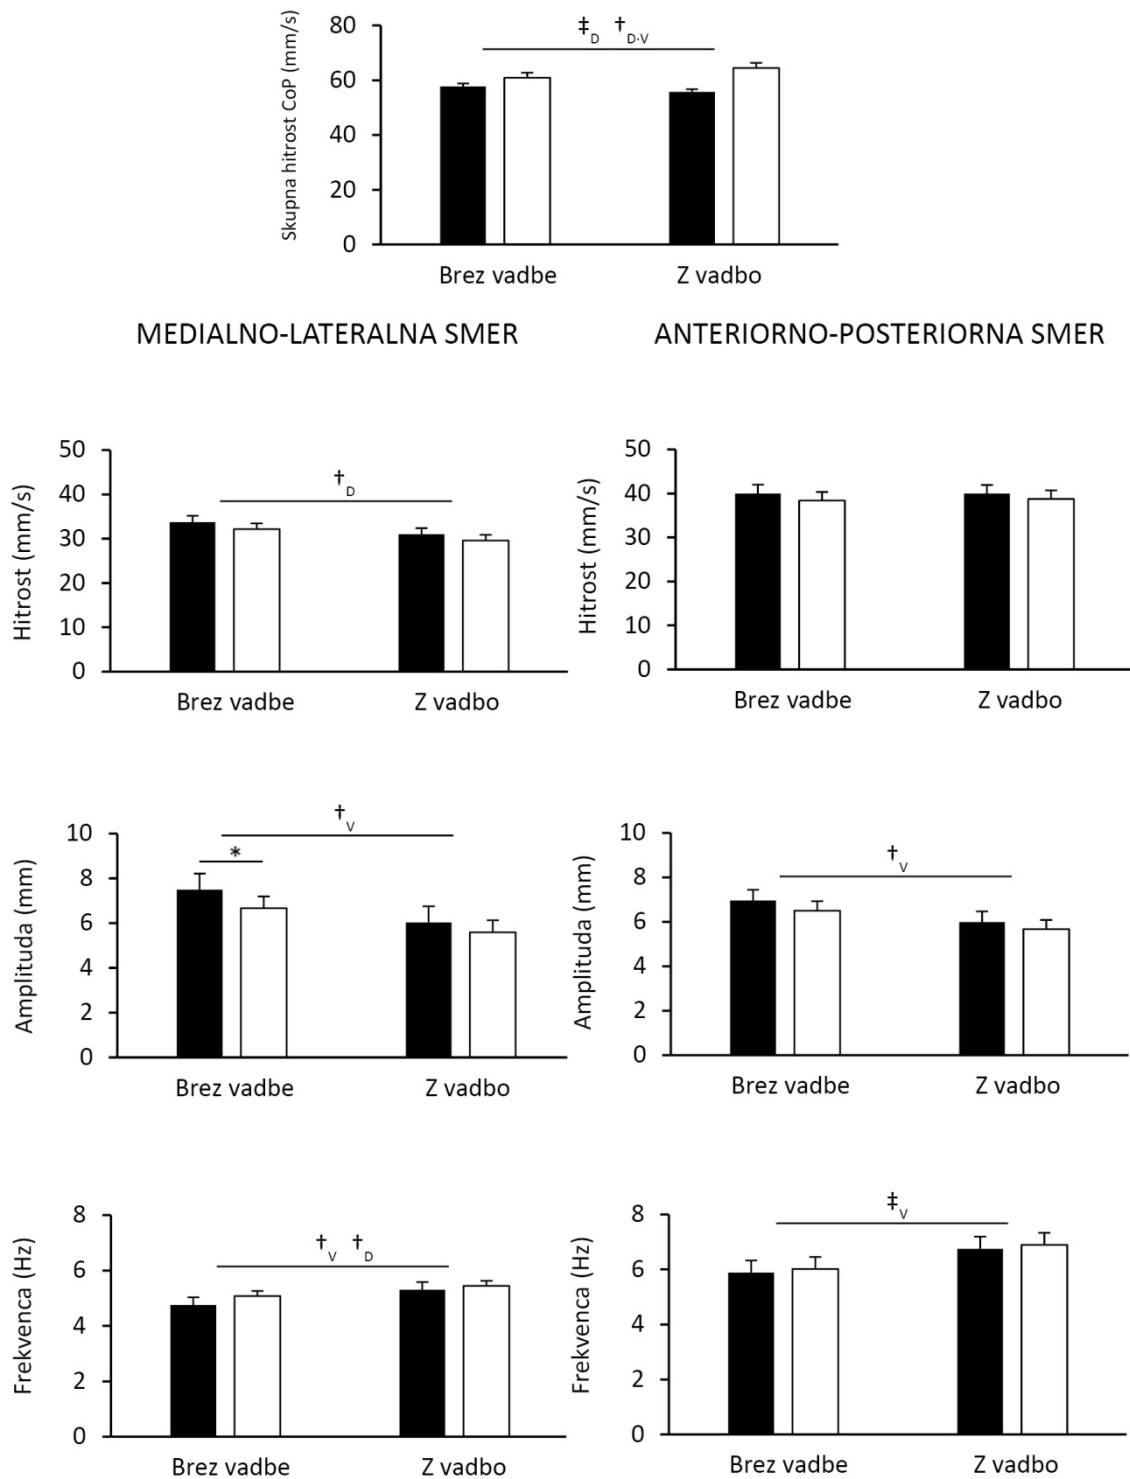 Skupna hitrost CoP (mm/s)
80
60
40
20
0
‡D †D·V
Brez vadbe
Z vadbo
MEDIALNO-LATERALNA SMER
ANTERIORNO-POSTERIORNA SMER
Hitrost (mm/s)
50
40
30
20
10
0
†D
Brez vadbe
Z vadbo
Hitrost (mm/s)
50
40
30
20
10
0
Brez vadbe
Z vadbo
Amplituda (mm)
10
8
6
4
2
0
†V
*
Brez vadbe
Z vadbo
Amplituda (mm)
10
8
6
4
2
0
†V
Brez vadbe
Z vadbo
Frekvenca (Hz)
8
6
4
2
0
†V †D
Brez vadbe
Z vadbo
Frekvenca (Hz)
8
6
4
2
0
‡V
Brez vadbe
Z vadbo